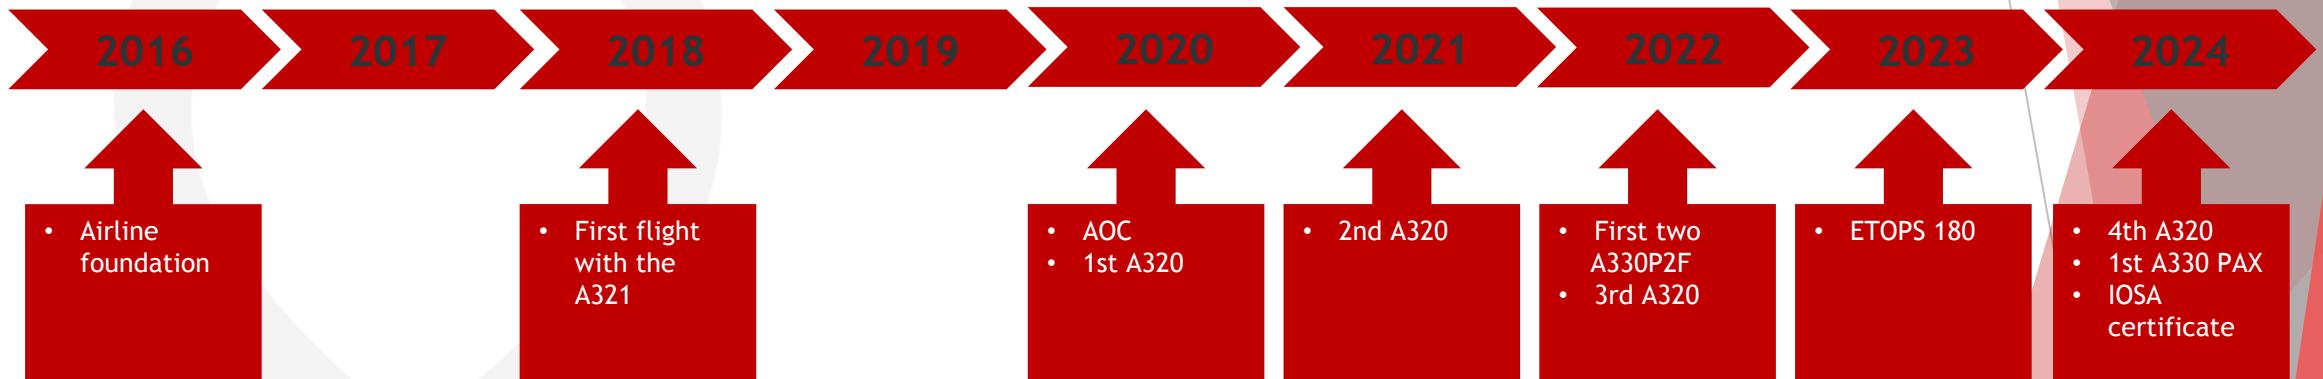 2016 2017 2018 2019 2020 2021 2022 2023 2024
• Airline
foundation
• First flight
with the
A321
• AOC
• 1st A320
• 2nd A320
• First two
A330P2F
• 3rd A320
• ETOPS 180
• 4th A320
• 1st A330 PAX
• IOSA
certificate